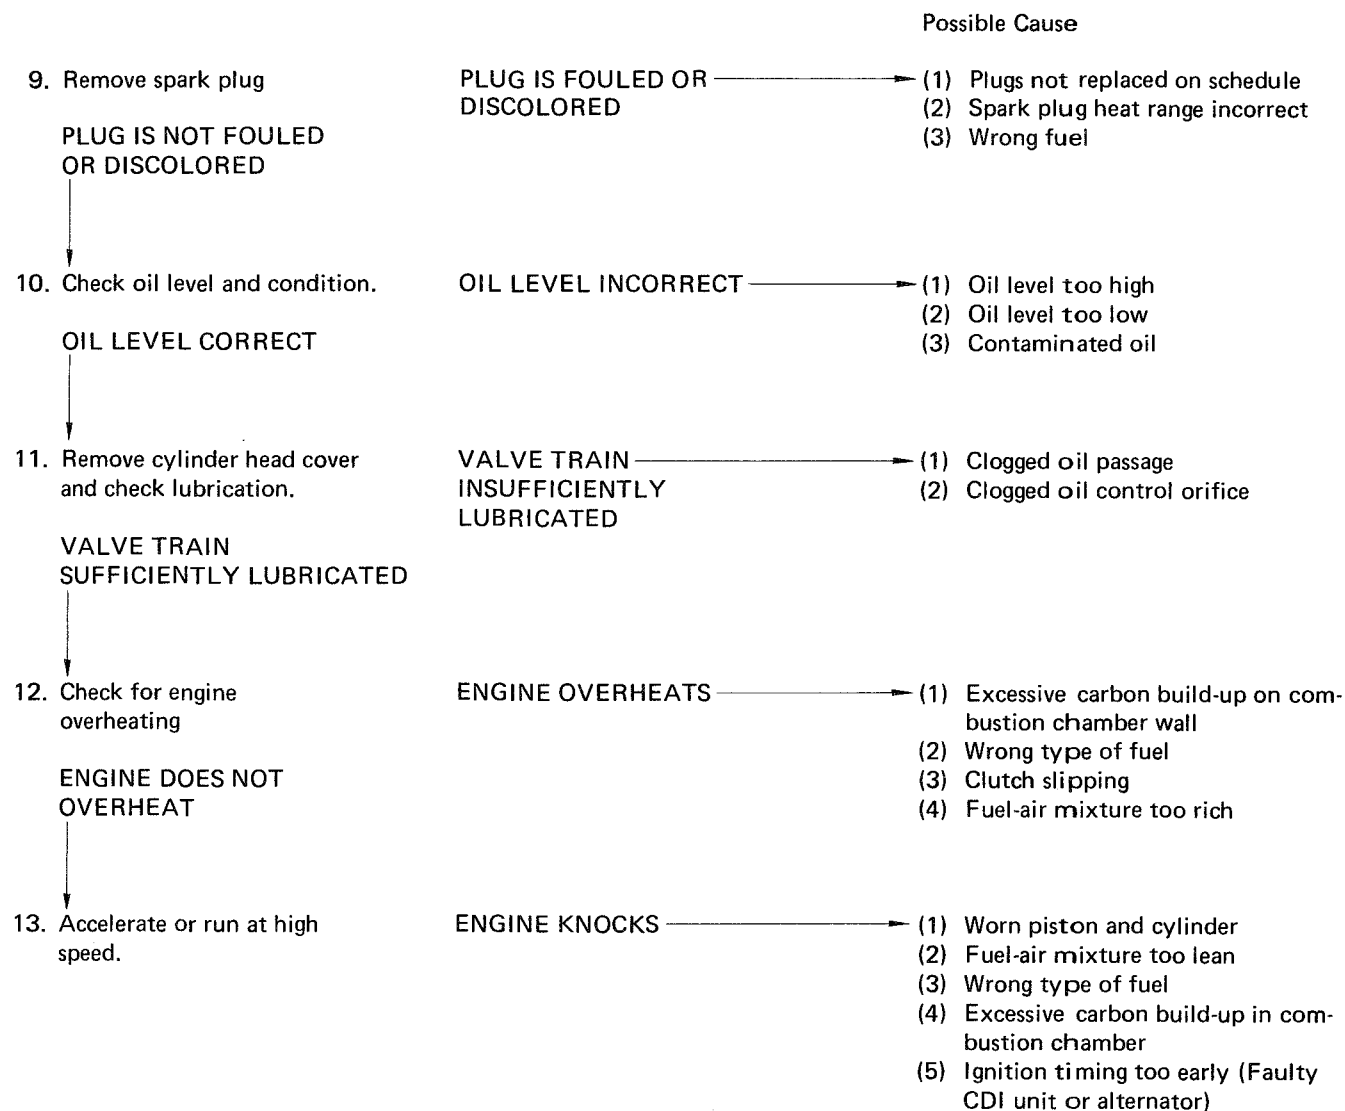 Possible Cause
9. Remove spark plug
PLUG IS NOT FOULED
OR DISCOLORED
PLUG IS FOULED OR
DISCOLORED
(1) Plugs not replaced on schedule
(2) Spark plug heat range incorrect
(3) Wrong fuel
10. Check oil level and condition.
OIL LEVEL CORRECT
OIL LEVEL INCORRECT
(1) Oil level too high
(2) Oil level too low
(3) Contaminated oil
11. Remove cylinder head cover
and check lubrication.
VALVE TRAIN
SUFFICIENTLY LUBRICATED
VALVE TRAIN
INSUFFICIENTLY
LUBRICATED
(1) Clogged oil passage
(2) Clogged oil control orifice
12. Check for engine
overheating
ENGINE DOES NOT
OVERHEAT
ENGINE OVERHEATS
(1) Excessive carbon build-up on com-
bustion chamber wall
(2) Wrong type of fuel
(3) Clutch slipping
(4) Fuel-air mixture too rich
13. Accelerate or run at high
speed.
ENGINE KNOCKS
(1) Worn piston and cylinder
(2) Fuel-air mixture too lean
(3) Wrong type of fuel
(4) Excessive carbon build-up in com-
bustion chamber
(5) Ignition timing too early (Faulty
CDI unit or alternator)